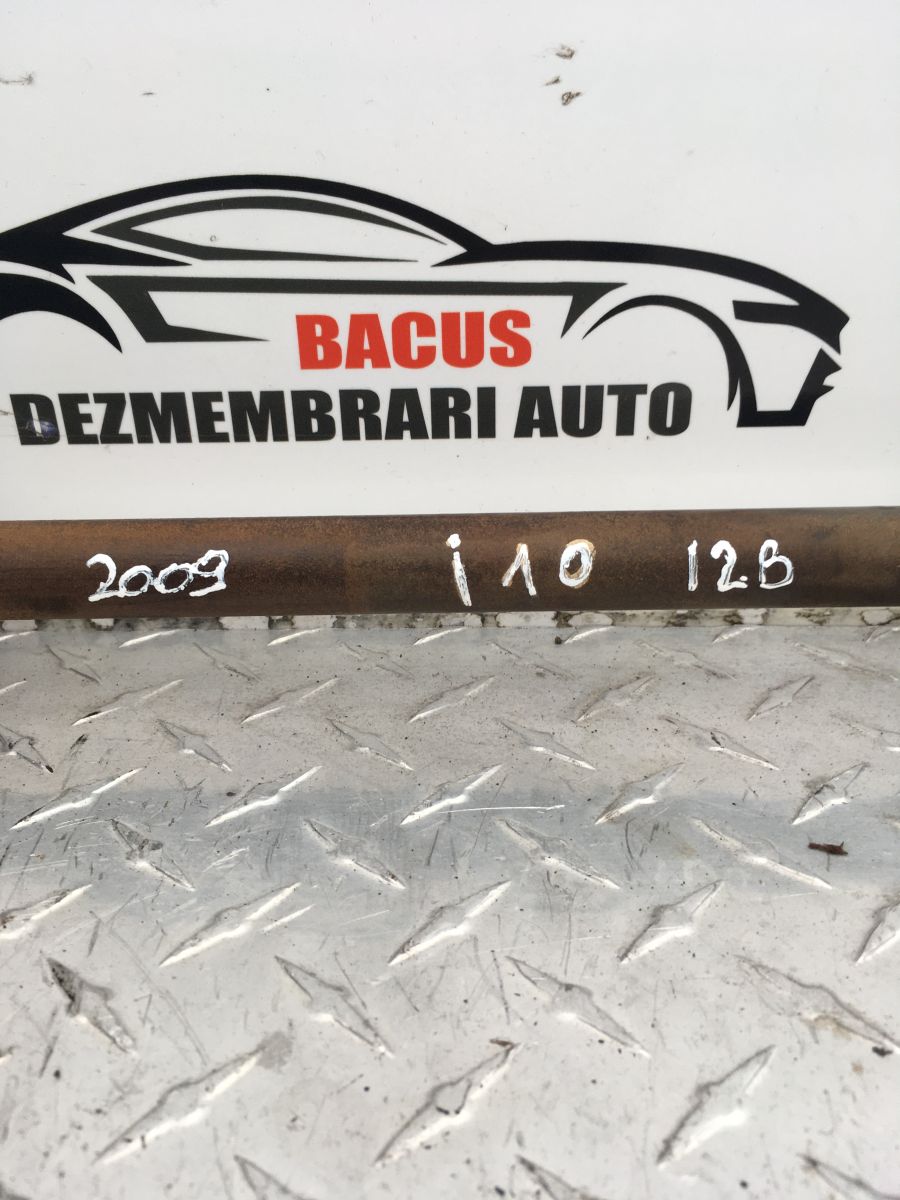 BACUS
DEZMEMBRARI AUTO
2009 i10 12B